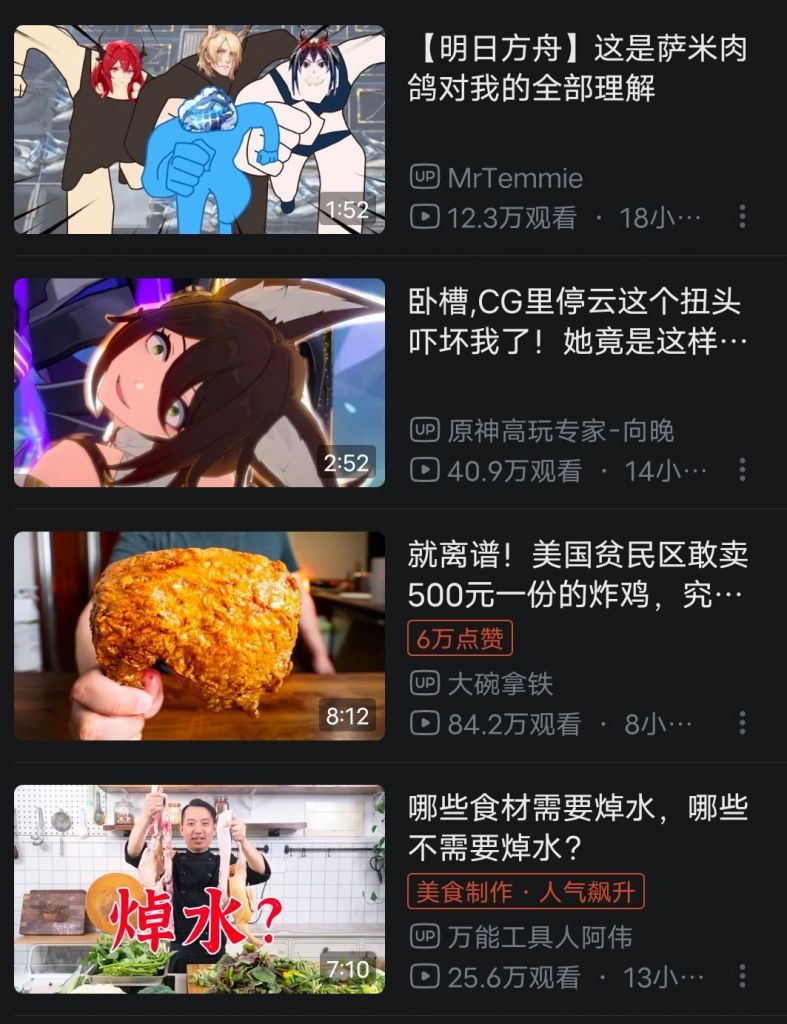 【明日方舟】这是萨米肉
鸽对我的全部理解
UP MrTemmie
12.3万观看 · 18小…
1:52
卧槽,CG里停云这个扭头
吓坏我了！她竟是这样…
UP 原神高玩专家-向晚
40.9万观看 · 14小…
2:52
就离谱！美国贫民区敢卖
500元一份的炸鸡，究…
6万点赞
UP 大碗拿铁
84.2万观看 · 8小…
8:12
哪些食材需要焯水，哪些
不需要焯水？
美食制作 · 人气飙升
UP 万能工具人阿伟
25.6万观看 · 13小…
焯水?
7:10